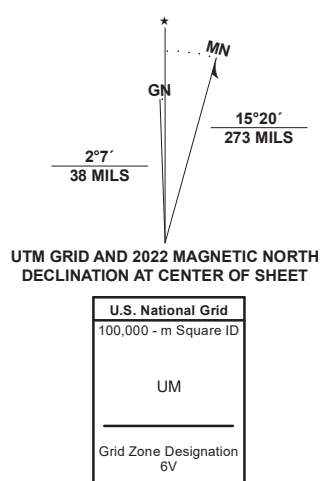 ★
MN
GN
15°20´
273 MILS
2°7´
38 MILS
UTM GRID AND 2022 MAGNETIC NORTH
DECLINATION AT CENTER OF SHEET
U.S. National Grid
100,000 - m Square ID
UM
Grid Zone Designation
6V